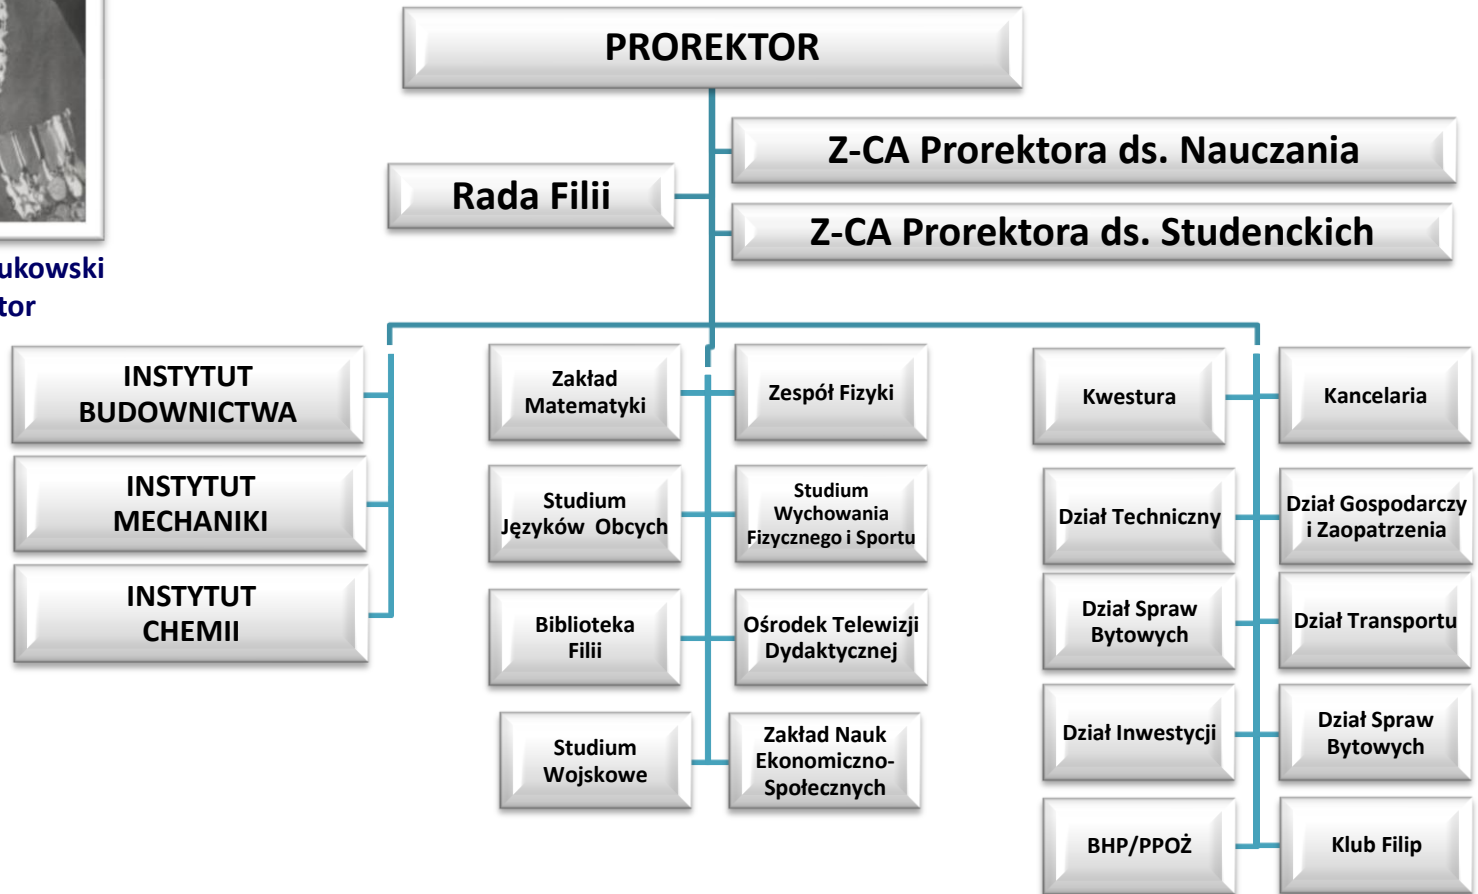 PROREKTOR
Z-CA Prorektora ds. Nauczania
Rada Filii
Z-CA Prorektora ds. Studenckich
INSTYTUT
BUDOWNICTWA
INSTYTUT
MECHANIKI
INSTYTUT
CHEMII
Zakład
Matematyki
Zespół Fizyki
Studium
Języków Obcych
Studium
Wychowania
Fizycznego i Sportu
Biblioteka
Filii
Ośrodek Telewizji
Dydaktycznej
Studium
Wojskowe
Zakład Nauk
Ekonomiczno-
Społecznych
Kwestura
Kancelaria
Dział Techniczny
Dział Gospodarczy
i Zaopatrzenia
Dział Spraw
Bytowych
Dział Transportu
Dział Inwestycji
Dział Spraw
Bytowych
BHP/PPOŻ
Klub Filip